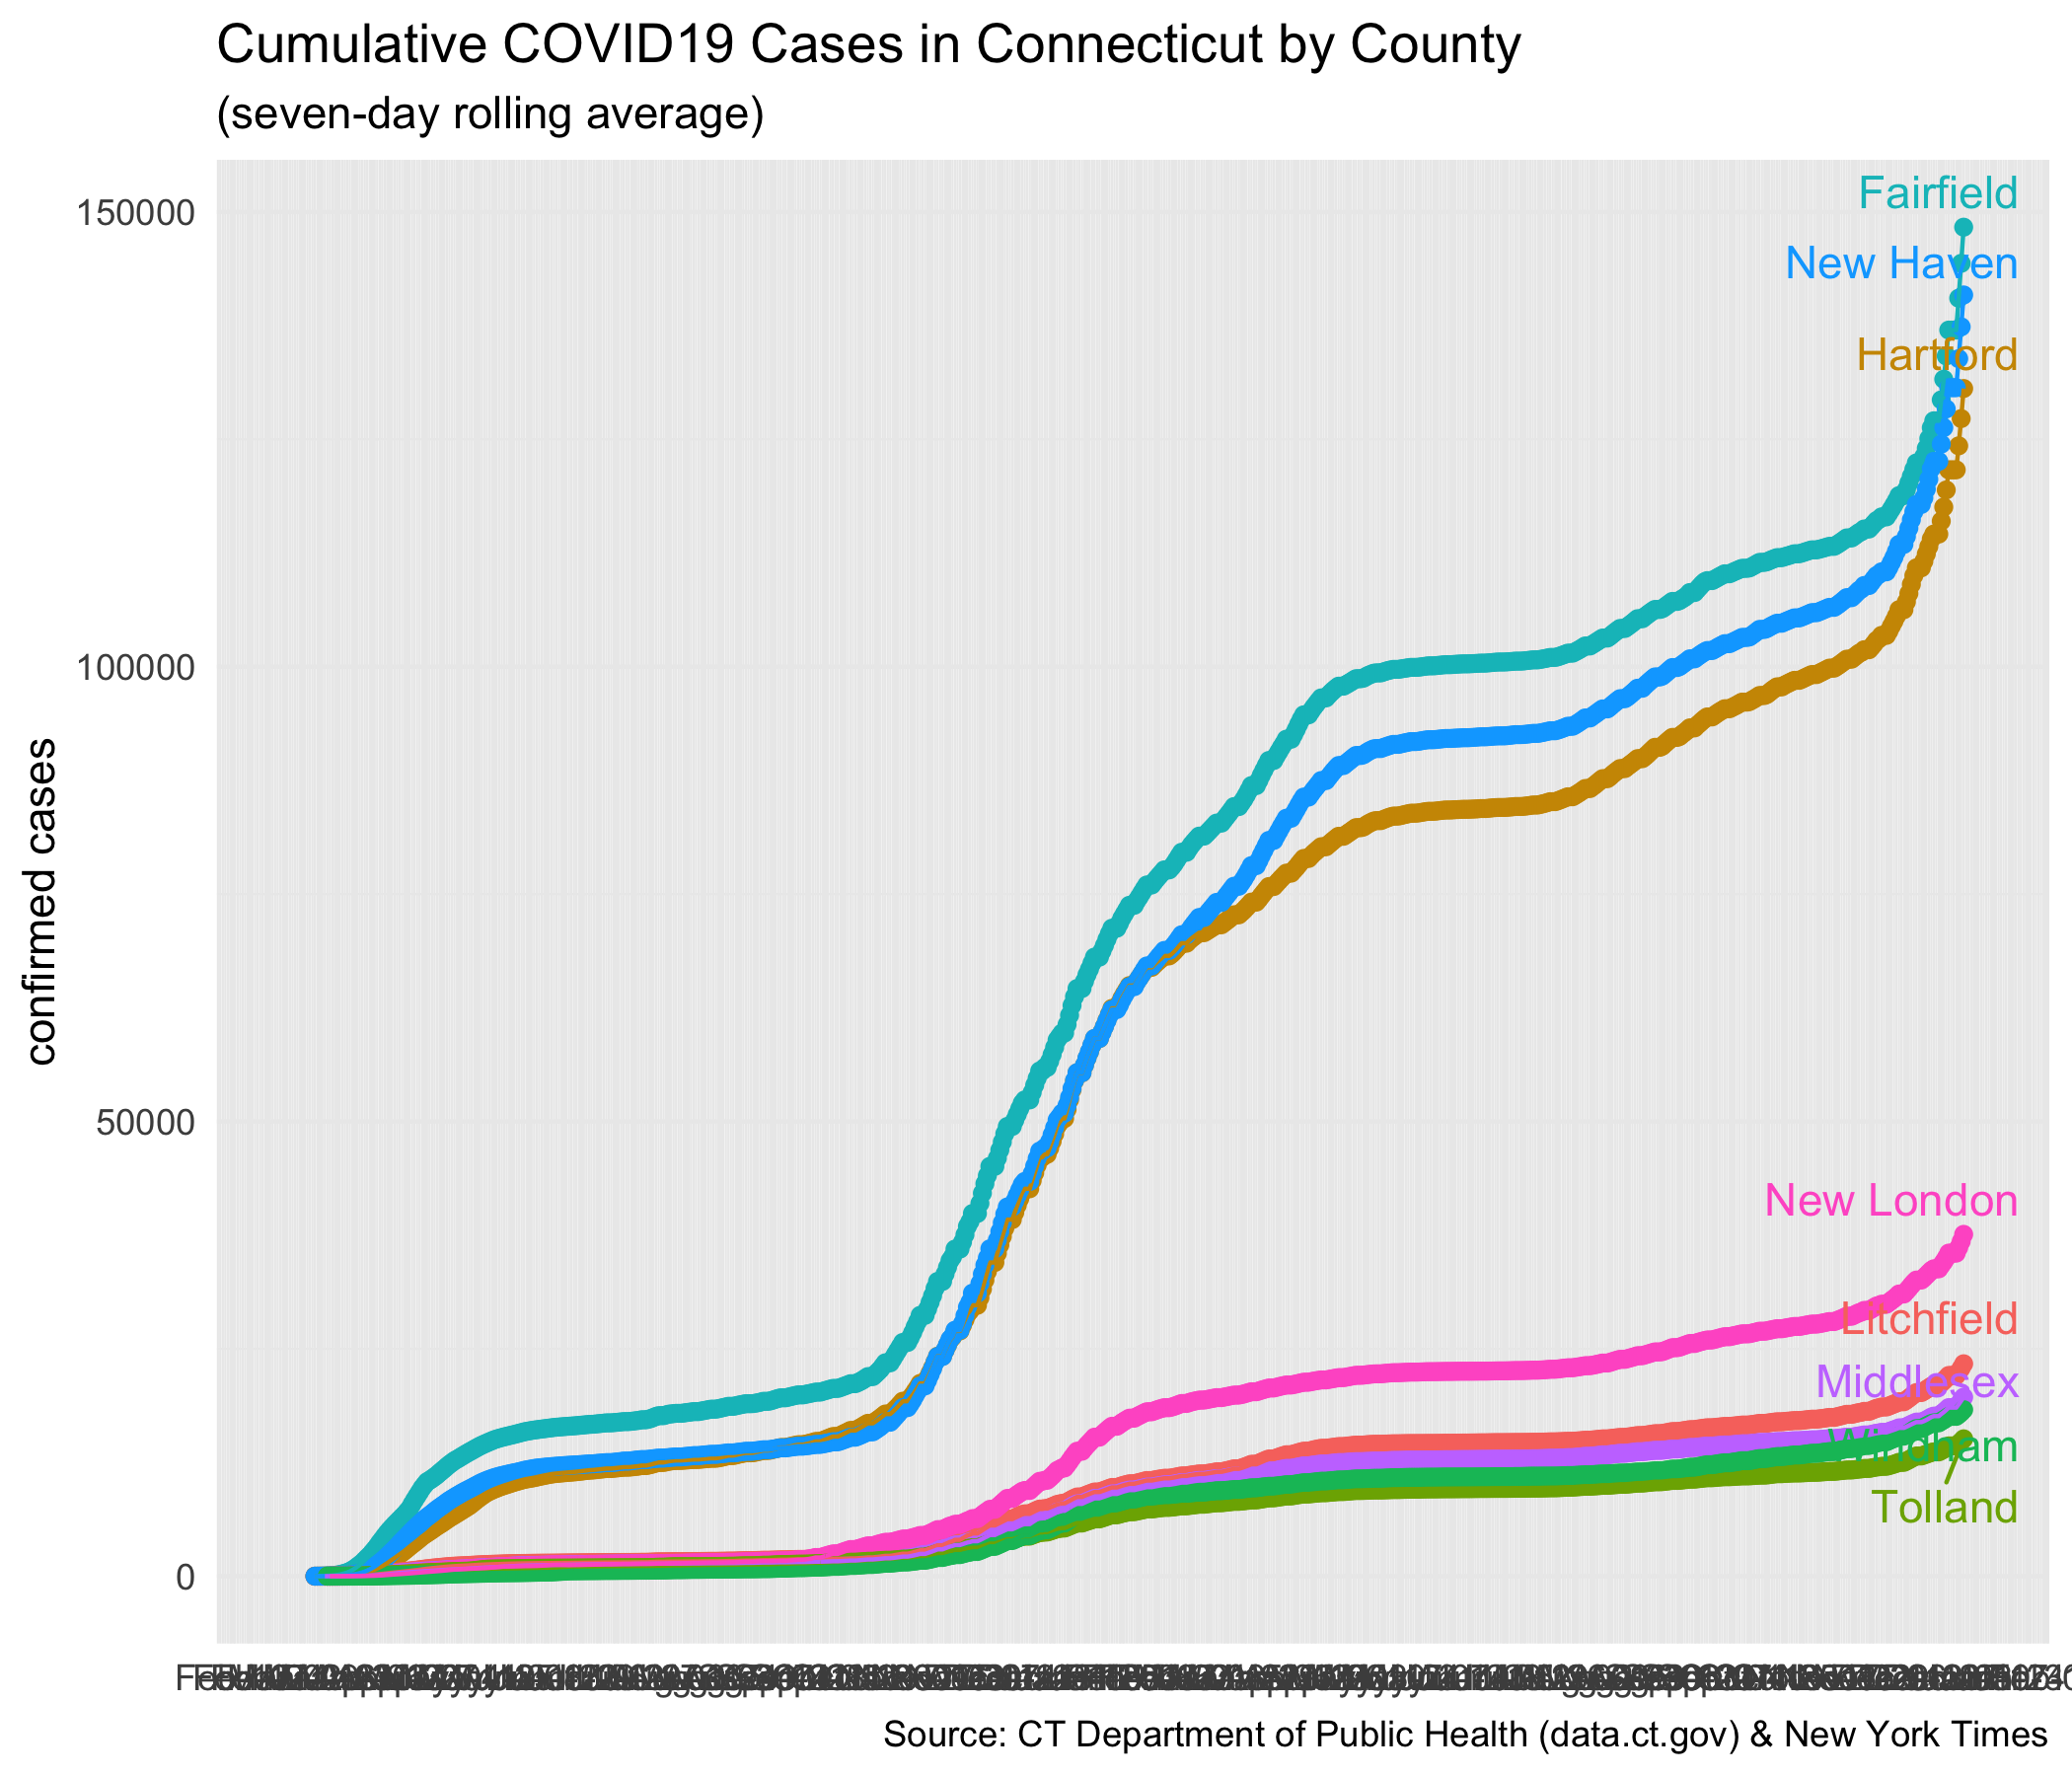 Cumulative COVID19 Cases in Connecticut by County
(seven-day rolling average)
150000
100000
50000
0
confirmed cases
Fairfield
New Haven
Hartford
New London
Litchfield
Middlesex
Windham
Tolland
Source: CT Department of Public Health (data.ct.gov) & New York Times